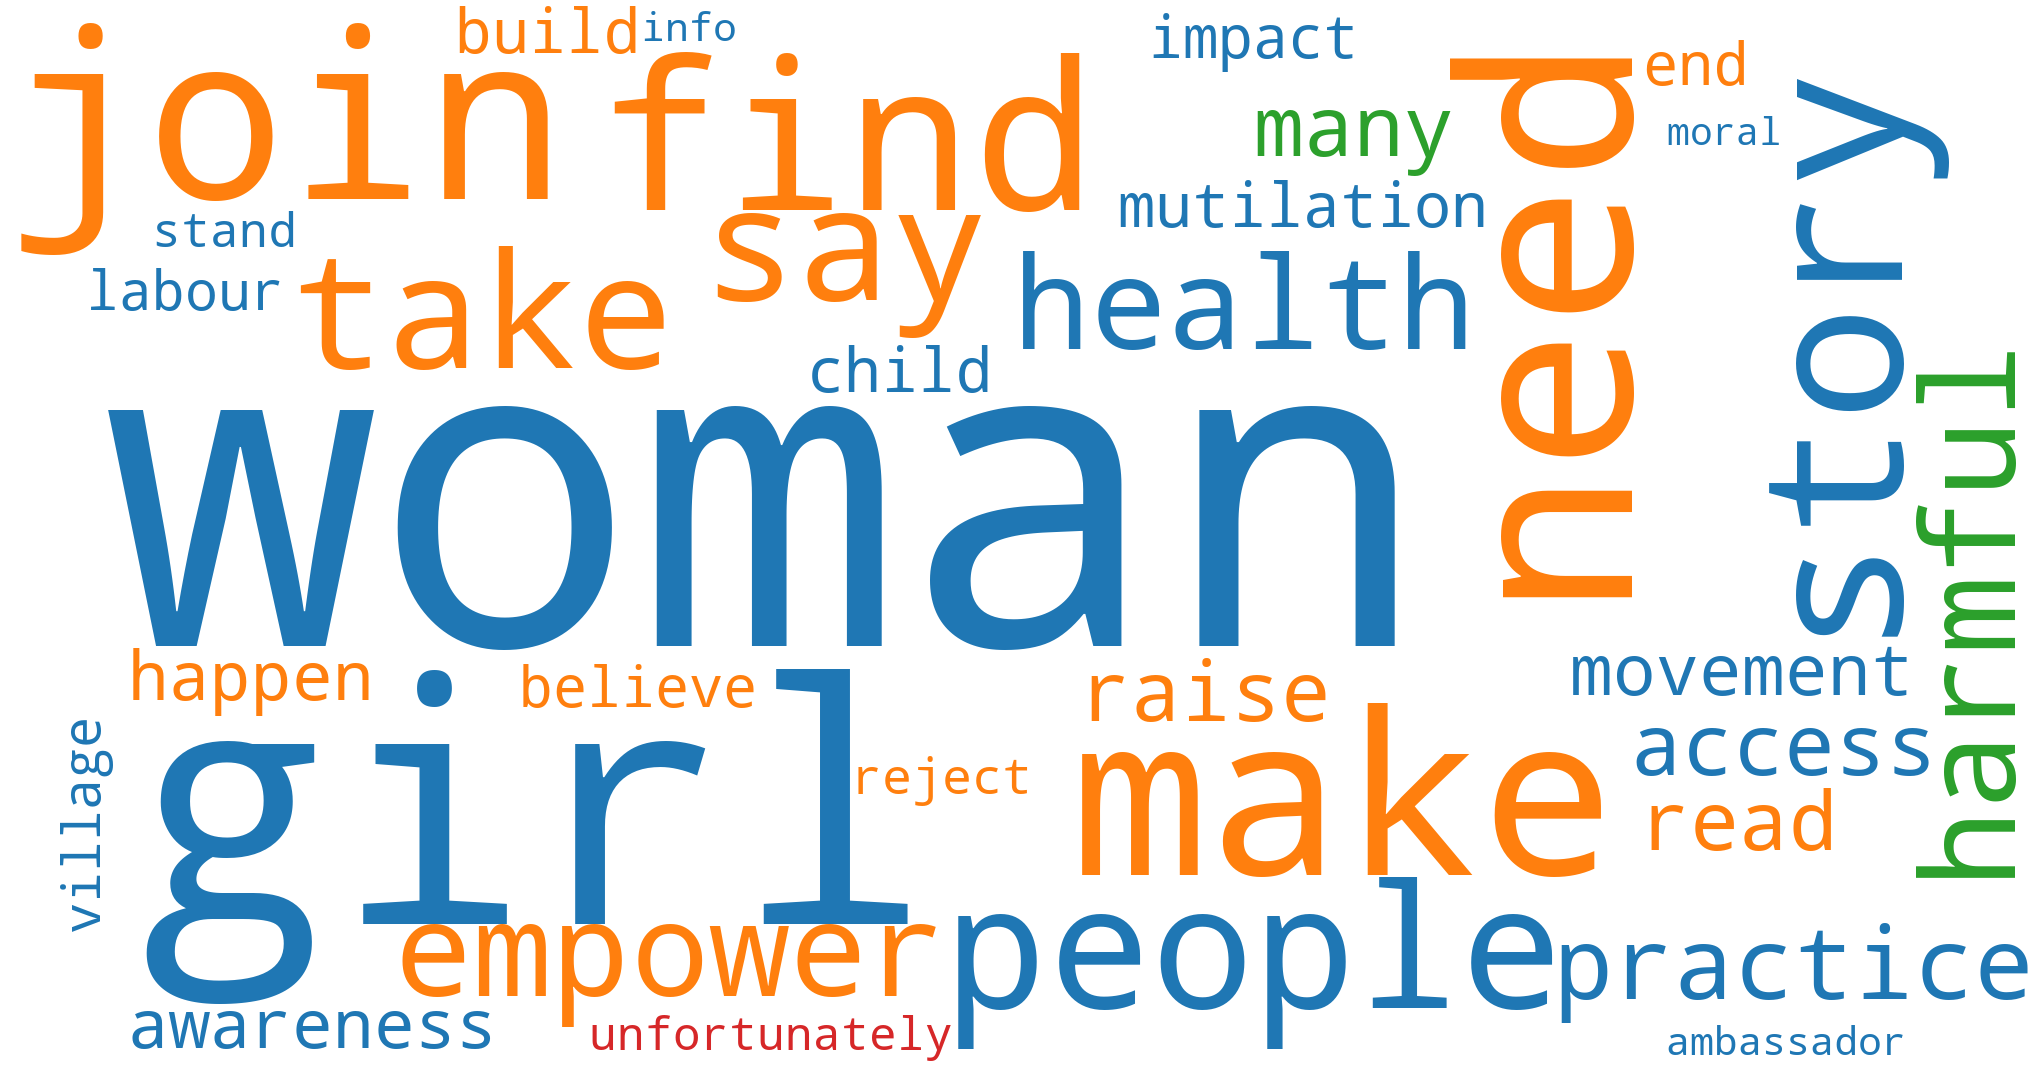 build
info
impact
join
find
need
end
story
many
moral
mutilation
stand
say
take
health
labour
child
harmful
woman
happen
believe
raise
movement
girl
make
village
reject
access
read
empower
people
practice
awareness
unfortunately
ambassador